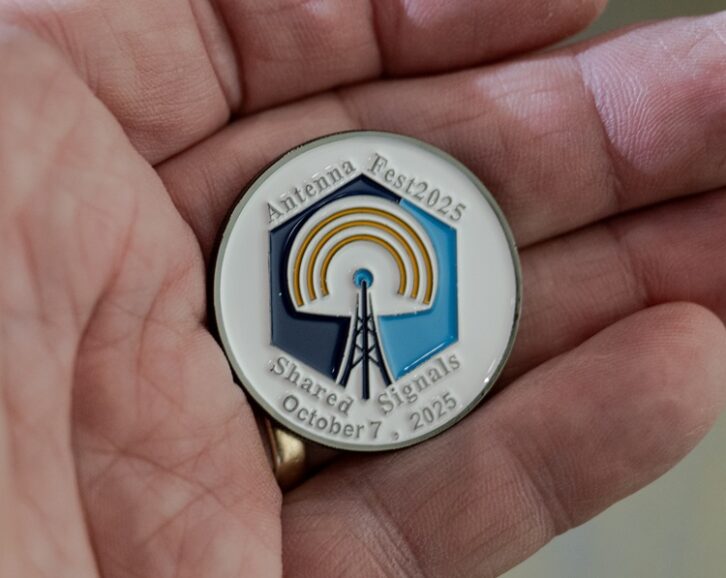 Antenna Fest2025
Shared Signals
October 7, 2025